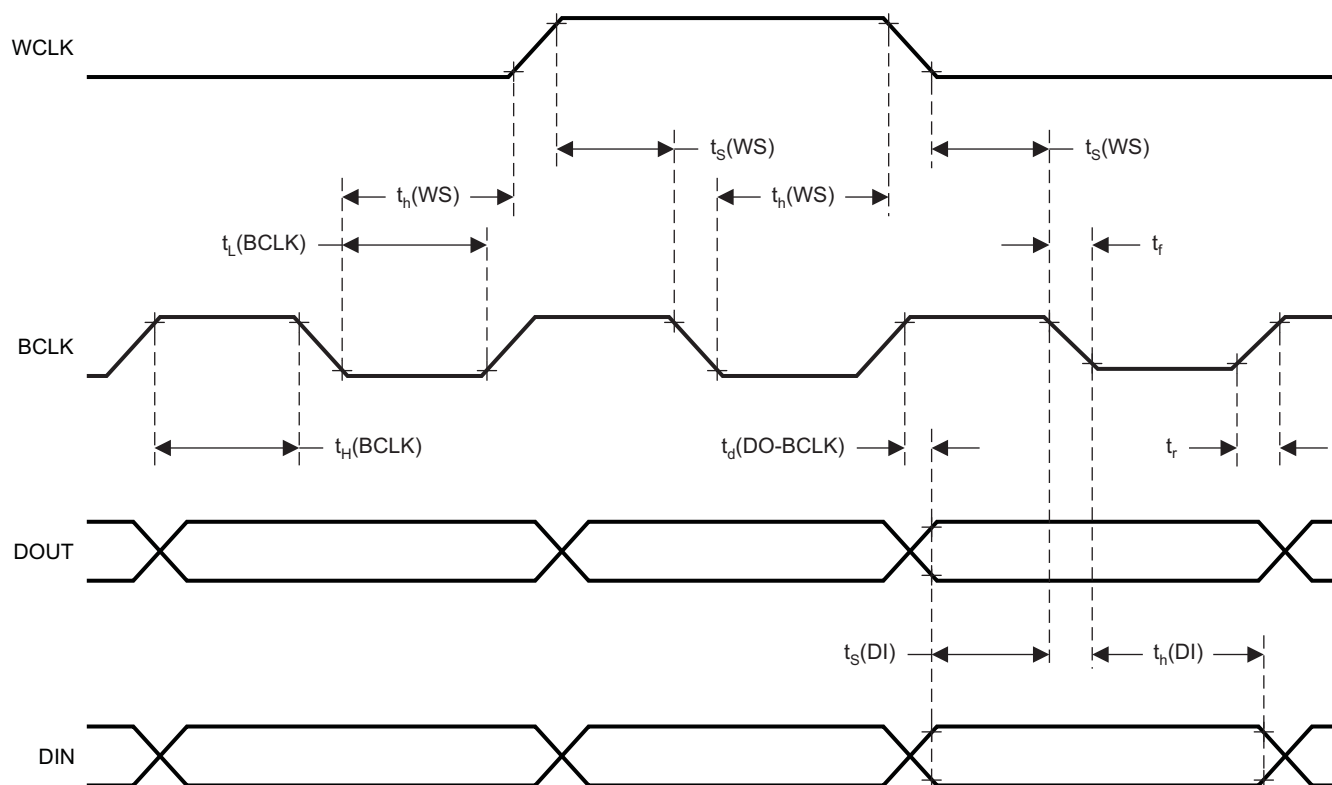 WCLK
tS(WS)
tS(WS)
th(WS)
th(WS)
tL(BCLK)
tf
BCLK
tH(BCLK)
td(DO-BCLK)
tr
DOUT
tS(DI)
th(DI)
DIN